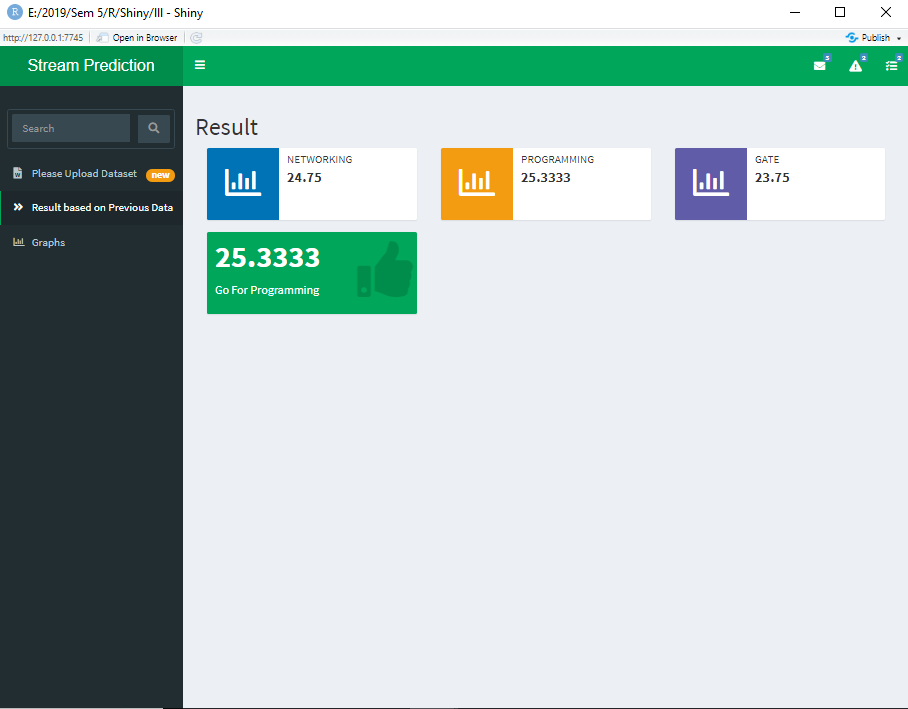 R E:/2019/Sem 5/R/Shiny/III - Shiny
http://127.0.0.1:7745 Open in Browser Publish
Stream Prediction
2 2
Search
Please Upload Dataset new
Result based on Previous Data
Graphs
Result
NETWORKING
24.75
PROGRAMMING
25.3333
GATE
23.75
25.3333
Go For Programming